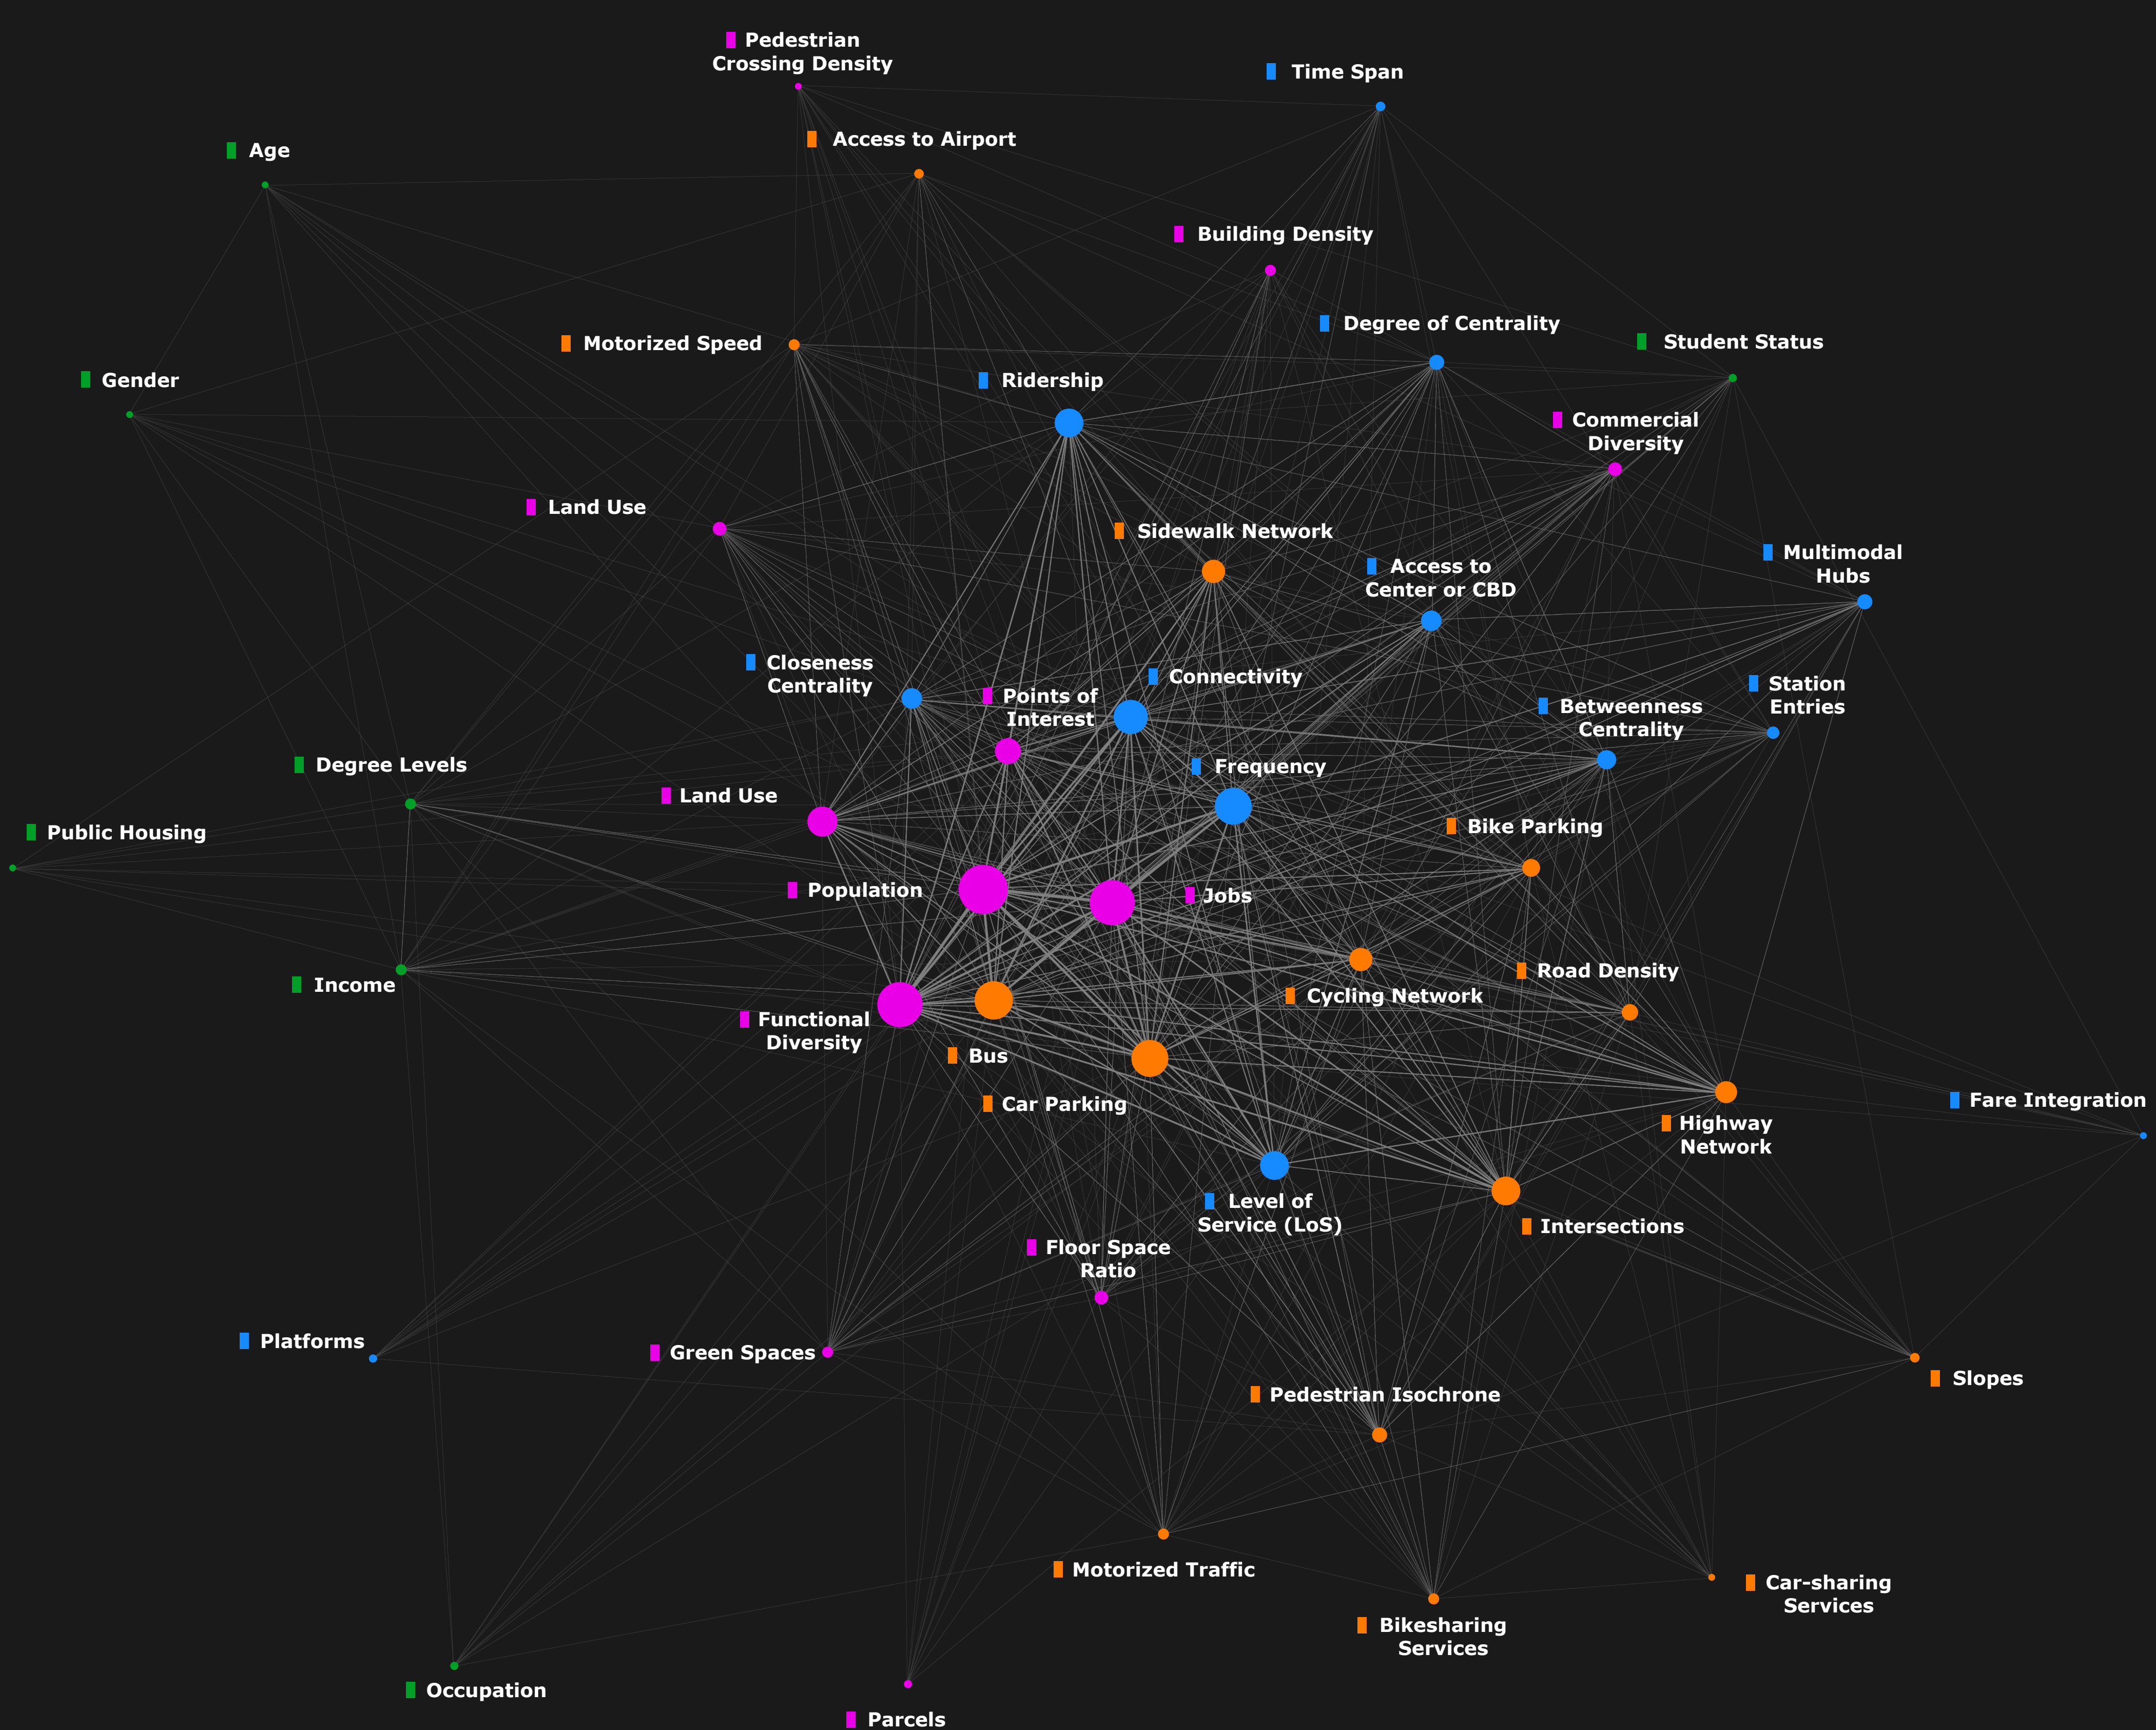 Pedestrian
Crossing Density
Time Span
Access to Airport
Age
Building Density
Degree of Centrality
Student Status
Motorized Speed
Gender
Ridership
Commercial
Diversity
Land Use
Sidewalk Network
Access to
Center or CBD
Multimodal
Hubs
Closeness
Centrality
Points of
Interest
Connectivity
Station
Entries
Betweenness
Centrality
Degree Levels
Frequency
Land Use
Public Housing
Bike Parking
Population
Jobs
Income
Road Density
Cycling Network
Functional
Diversity
Bus
Car Parking
Fare Integration
Highway
Network
Level of
Service (LoS)
Intersections
Floor Space
Ratio
Platforms
Green Spaces
Slopes
Pedestrian Isochrone
Motorized Traffic
Car-sharing
Services
Bikesharing
Services
Occupation
Parcels